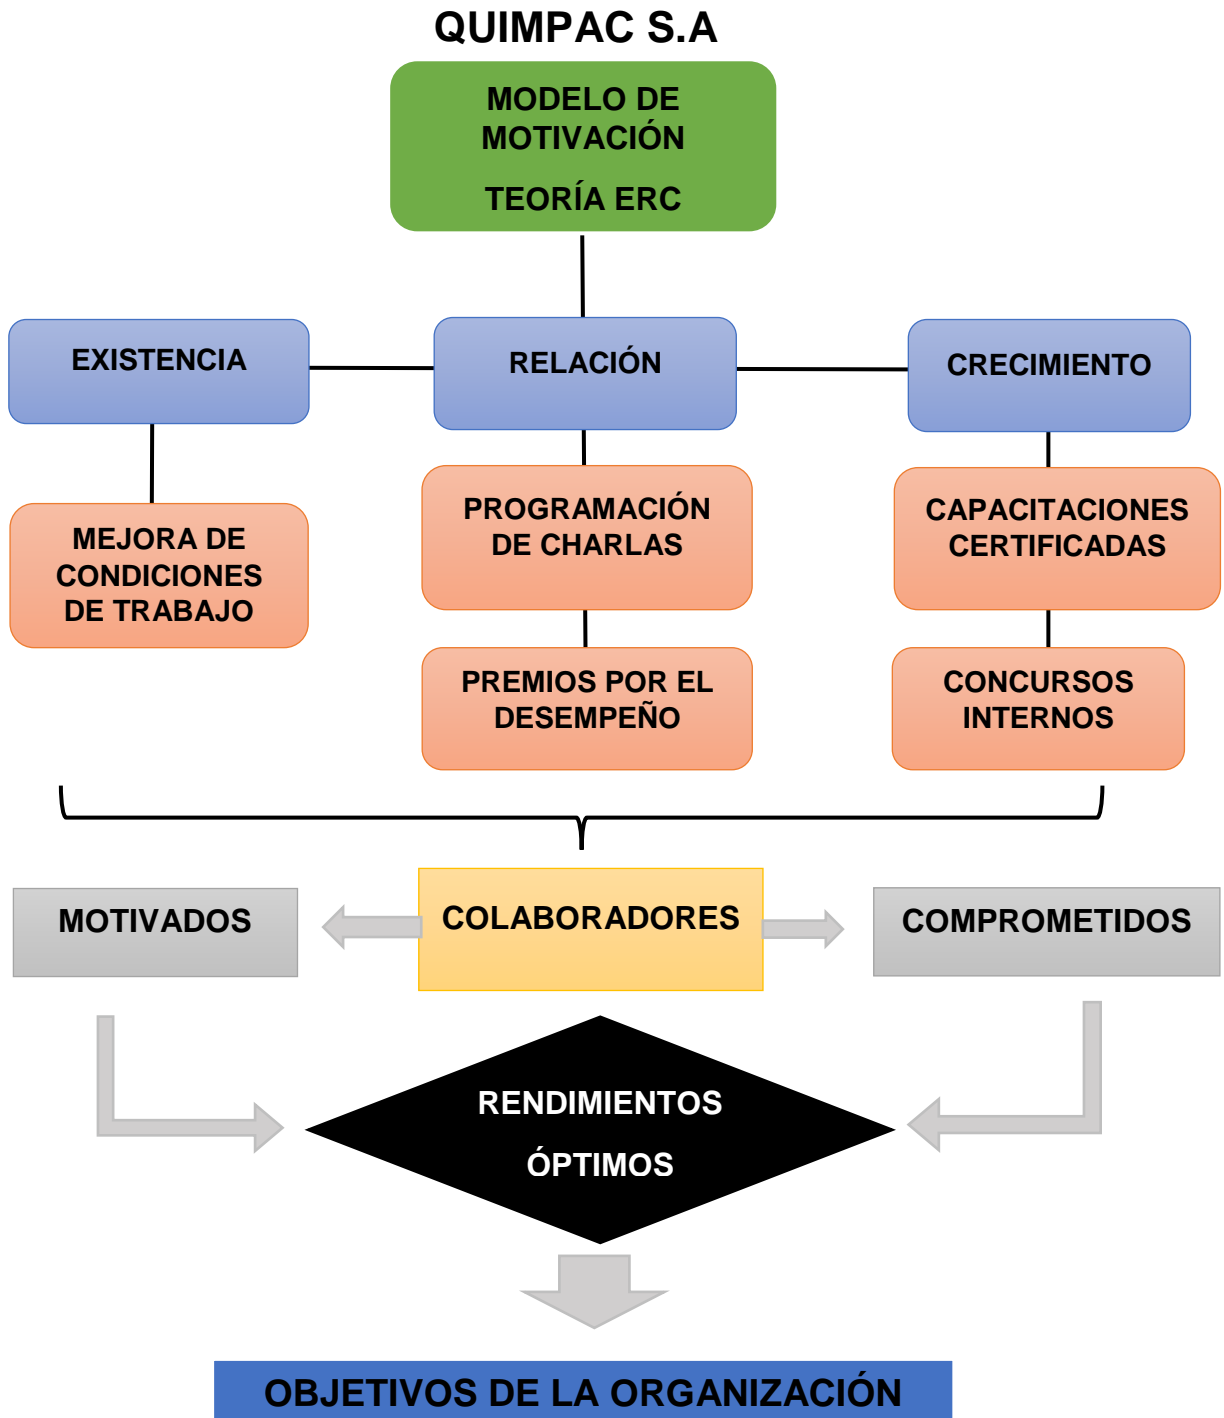 QUIMPAC S.A
MODELO DE
MOTIVACIÓN
TEORÍA ERC
EXISTENCIA
RELACIÓN
CRECIMIENTO
MEJORA DE
CONDICIONES
DE TRABAJO
PROGRAMACIÓN
DE CHARLAS
CAPACITACIONES
CERTIFICADAS
PREMIOS POR EL
DESEMPEÑO
CONCURSOS
INTERNOS
MOTIVADOS
COLABORADORES
COMPROMETIDOS
RENDIMIENTOS
ÓPTIMOS
OBJETIVOS DE LA ORGANIZACIÓN